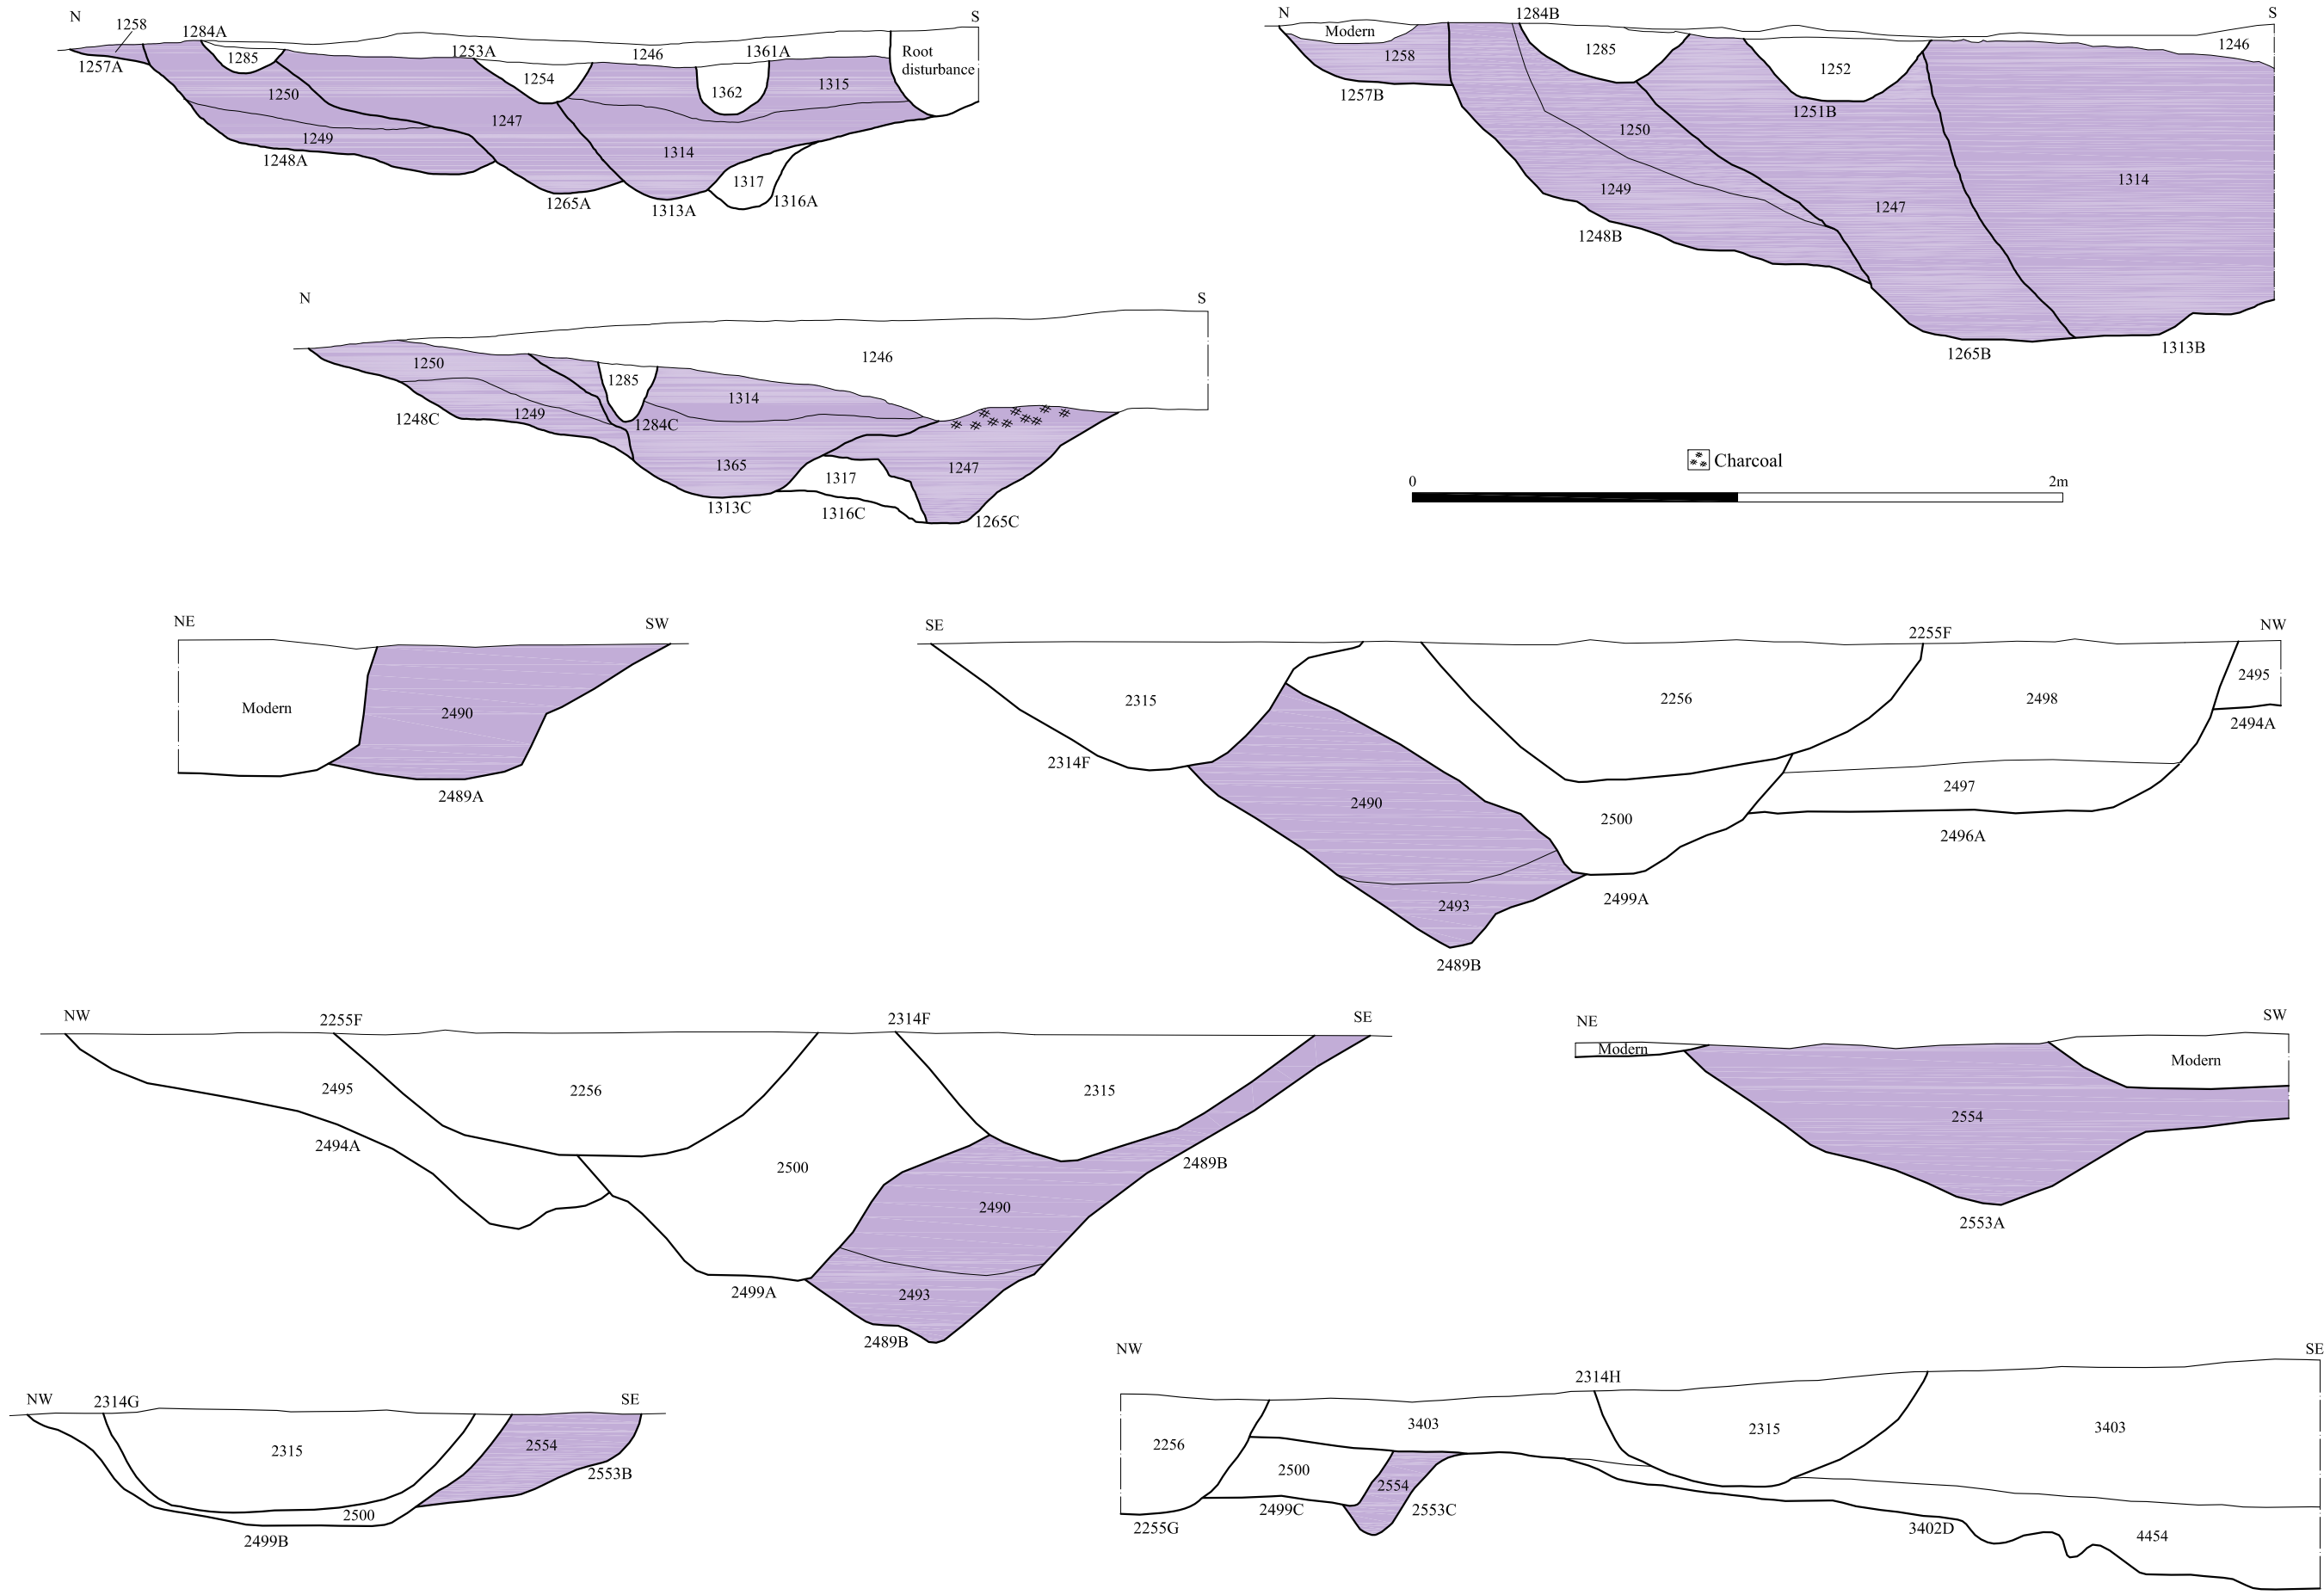 N S
1258
1284A
1257A
1285
1253A
1254
1246
1361A
1362
1315
Root
disturbance
1250
1249
1248A
1247
1314
1265A
1313A
1317
1316A
N S
Modern
1284B
1258
1257B
1285
1252
1251B
1246
1250
1249
1248B
1247
1314
1265B
1313B
N S
1250
1249
1248C
1285
1284C
1314
1246
1365
1313C
1317
1316C
1247
1265C
Charcoal
0 2m
NE SW
Modern
2490
2489A
SE NW
2315
2314F
2255F
2256
2498
2495
2494A
2490
2500
2497
2496A
2493
2499A
2489B
NW SE
2255F
2314F
2495
2256
2315
2494A
2500
2489B
2490
2499A
2493
2489B
NE SW
Modern
Modern
2554
2553A
NW SE
2314G
2315
2554
2553B
2500
2499B
NW SE
2314H
3403
2256
2315
3403
2500
2554
2499C
2553C
2255G
3402D
4454